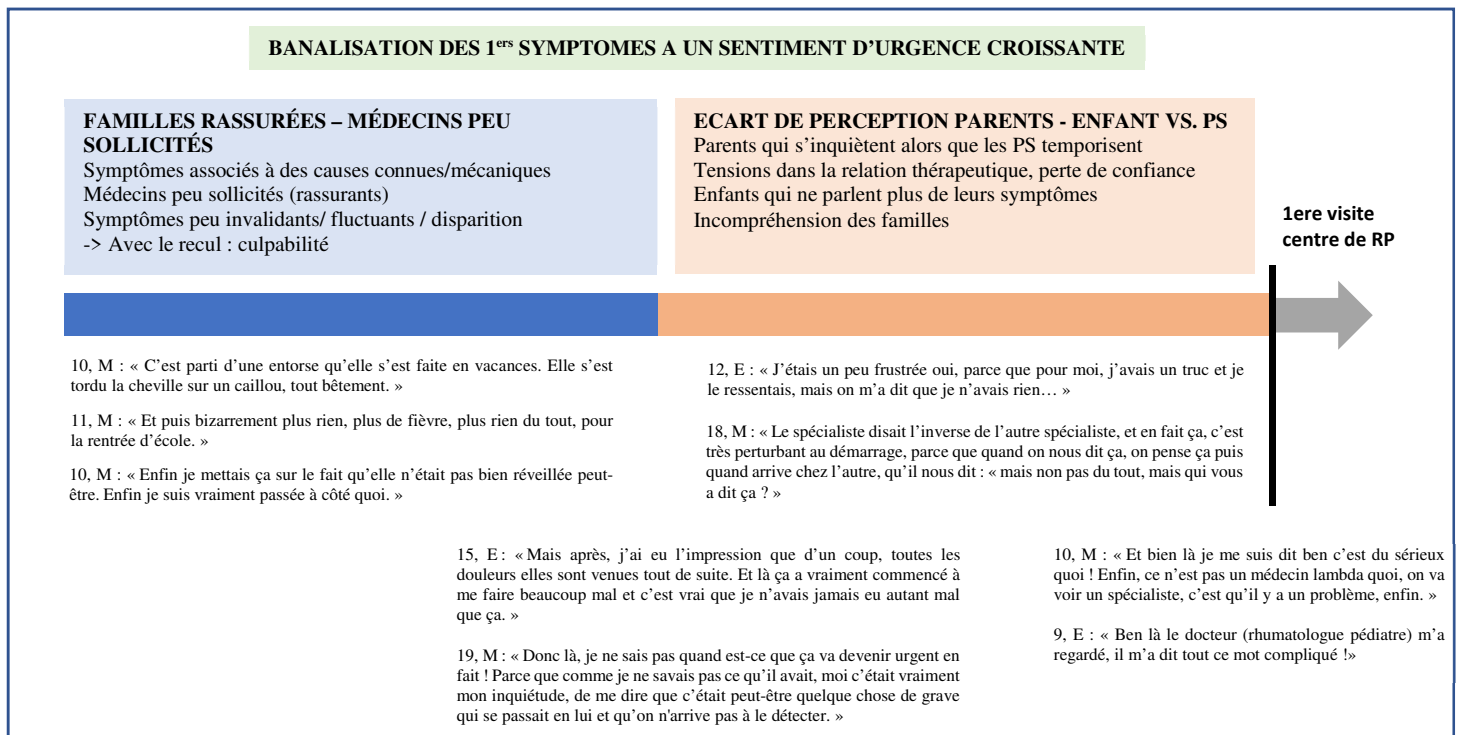 BANALISATION DES 1ers SYMPTOMES A UN SENTIMENT D'URGENCE CROISSANTE
FAMILLES RASSURÉES – MÉDECINS PEU
SOLLICITÉS
Symptômes associés à des causes connues/mécaniques
Médecins peu sollicités (rassurants)
Symptômes peu invalidants/ fluctuants / disparition
-> Avec le recul : culpabilité
ECART DE PERCEPTION PARENTS - ENFANT VS. PS
Parents qui s'inquiètent alors que les PS temporisent
Tensions dans la relation thérapeutique, perte de confiance
Enfants qui ne parlent plus de leurs symptômes
Incompréhension des familles
1ere visite
centre de RP
10, M : « C'est parti d'une entorse qu'elle s'est faite en vacances. Elle s'est
tordu la cheville sur un caillou, tout bêtement. »
11, M : « Et puis bizarrement plus rien, plus de fièvre, plus rien du tout, pour
la rentrée d'école. »
10, M : « Enfin je mettais ça sur le fait qu'elle n'était pas bien réveillée peut-
être. Enfin je suis vraiment passée à côté quoi. »
12, E : « J'étais un peu frustrée oui, parce que pour moi, j'avais un truc et je
le ressentais, mais on m'a dit que je n'avais rien… »
18, M : « Le spécialiste disait l'inverse de l'autre spécialiste, et en fait ça, c'est
très perturbant au démarrage, parce que quand on nous dit ça, on pense ça puis
quand arrive chez l'autre, qu'il nous dit : « mais non pas du tout, mais qui vous
a dit ça ? »
15, E : « Mais après, j'ai eu l'impression que d'un coup, toutes les
douleurs elles sont venues tout de suite. Et là ça a vraiment commencé à
me faire beaucoup mal et c'est vrai que je n'avais jamais eu autant mal
que ça. »
19, M : « Donc là, je ne sais pas quand est-ce que ça va devenir urgent en
fait ! Parce que comme je ne savais pas ce qu'il avait, moi c'était vraiment
mon inquiétude, de me dire que c'était peut-être quelque chose de grave
qui se passait en lui et qu'on n'arrive pas à le détecter. »
10, M : « Et bien là je me suis dit ben c'est du sérieux
quoi ! Enfin, ce n'est pas un médecin lambda quoi, on va
voir un spécialiste, c'est qu'il y a un problème, enfin. »
9, E : « Ben là le docteur (rhumatologue pédiatre) m'a
regardé, il m'a dit tout ce mot compliqué !»